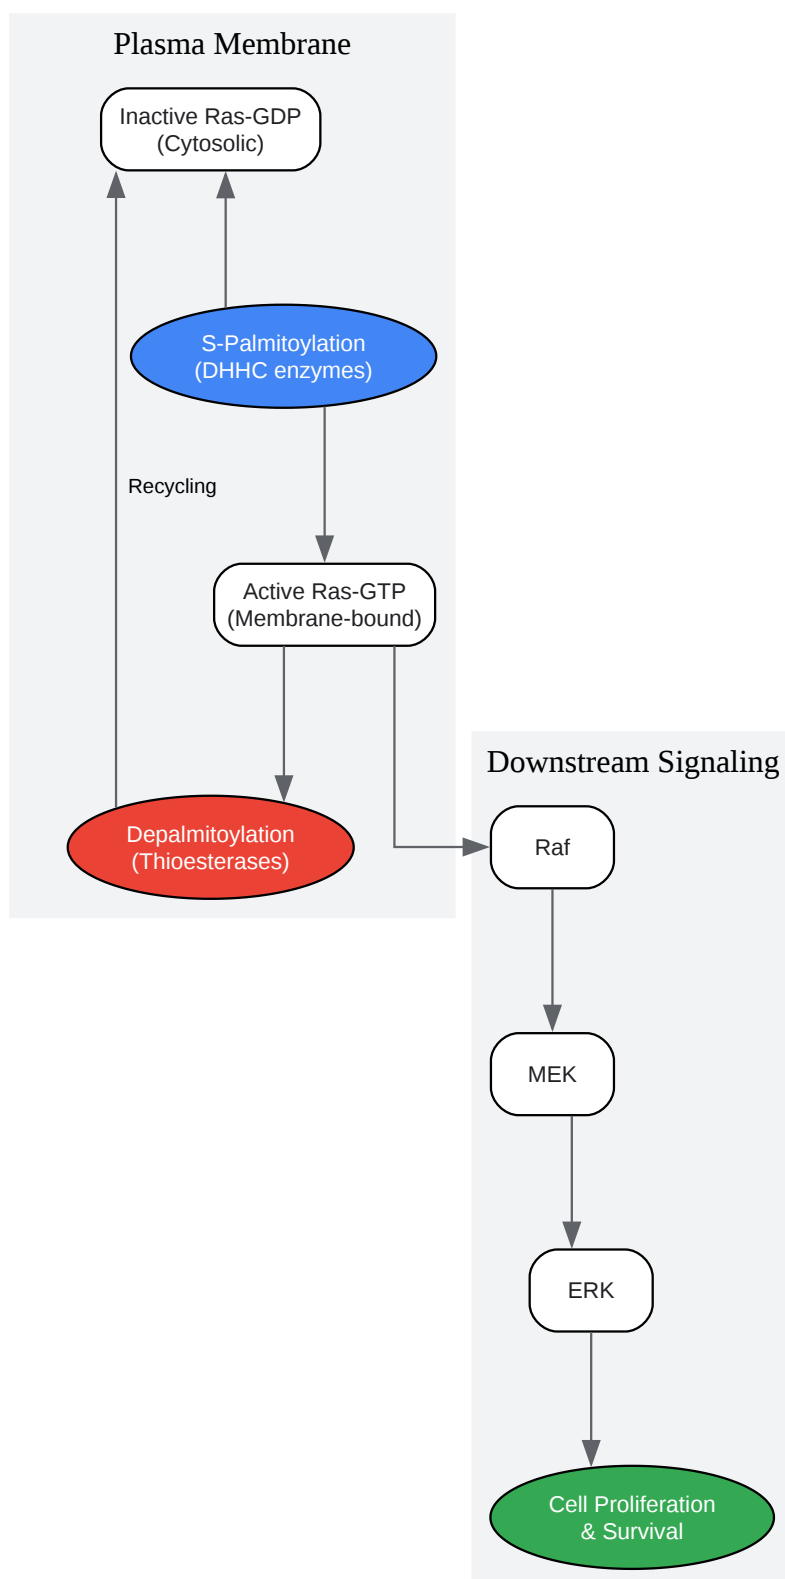 Plasma Membrane
Inactive Ras-GDP
(Cytosolic)
S-Palmitoylation
(DHHC enzymes)
Recycling
Active Ras-GTP
(Membrane-bound)
Depalmitoylation
(Thioesterases)
Downstream Signaling
Raf
MEK
ERK
Cell Proliferation
& Survival